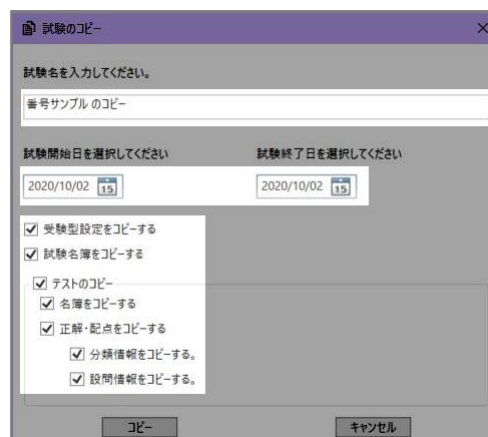 試験のコピー
試験名を入力してください。
番号サンプル のコピー
試験開始日を選択してください 試験終了日を選択してください
2020/10/02 15 2020/10/02 15
受験型設定をコピーする
試験名簿をコピーする
テストのコピー
名簿をコピーする
正解・配点をコピーする
分類情報をコピーする。
設問情報をコピーする。
コピー キャンセル